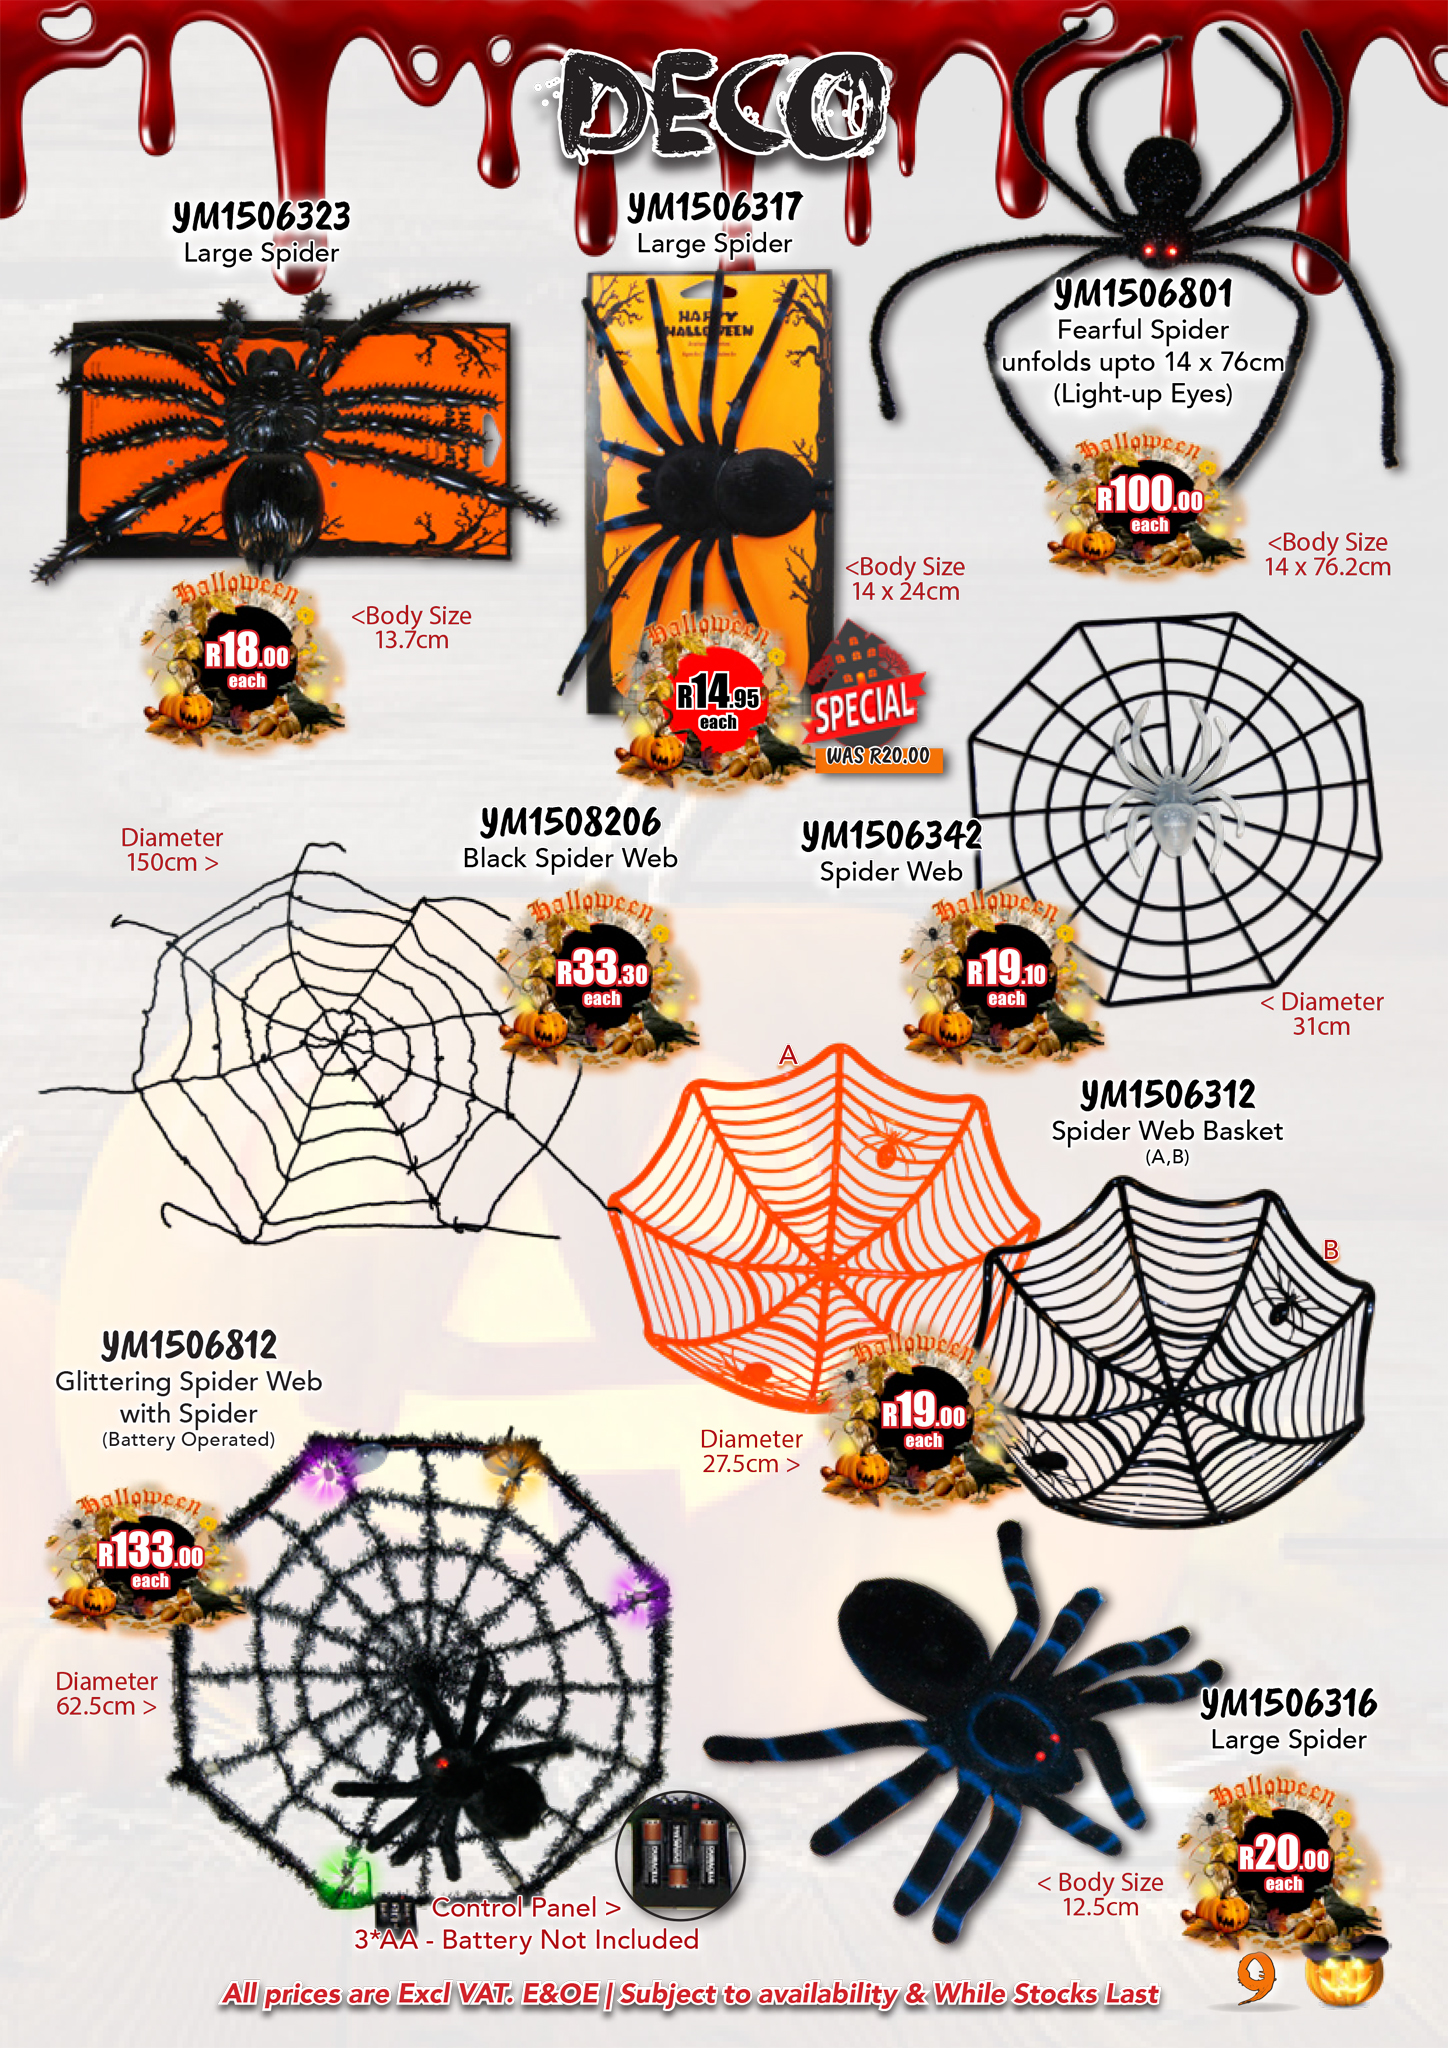 DECO
YM1506323
Large Spider
Halloween
R18.00
each
<Body Size
13.7cm
YM1506317
Large Spider
HAPPY
HALLOWEEN
<Body Size
14 x 24cm
Halloween
R14.95
each
SPECIAL
WAS R20.00
YM1506801
Fearful Spider
unfolds upto 14 x 76cm
(Light-up Eyes)
Halloween
R100.00
each
<Body Size
14 x 76.2cm
Diameter
150cm >
YM1508206
Black Spider Web
Halloween
R33.30
each
YM1506342
Spider Web
Halloween
R19.10
each
< Diameter
31cm
A
YM1506312
Spider Web Basket
(A,B)
B
Halloween
R19.00
each
Diameter
27.5cm >
YM1506812
Glittering Spider Web
with Spider
(Battery Operated)
Halloween
R133.00
each
Diameter
62.5cm >
DURACELL
DURACELL
Control Panel >
3*AA - Battery Not Included
YM1506316
Large Spider
Halloween
R20.00
each
< Body Size
12.5cm
All prices are Excl VAT. E&OE | Subject to availability & While Stocks Last
9